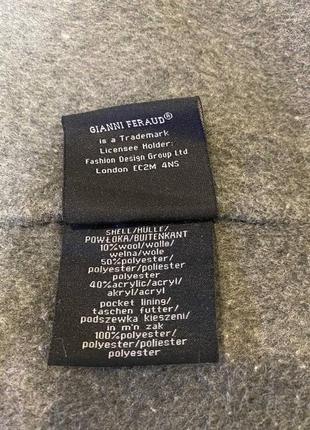 GIANNI FERAUD®
is a Trademark
Licensee Holder:
Fashion Design Group Ltd
London EC2M 4NS
SHELL/HÜLLE/
POWŁOKA/BUITENKANT
10%wool/wolle/
wełna/wole
50%polyester/
polyester/poliester
polyester
40%acrylic/acryl/
akryl/acryl
pocket lining/
taschen futter/
podszewka kieszeni/
in m'n zak
100%polyester/
polyester/poliester
polyester